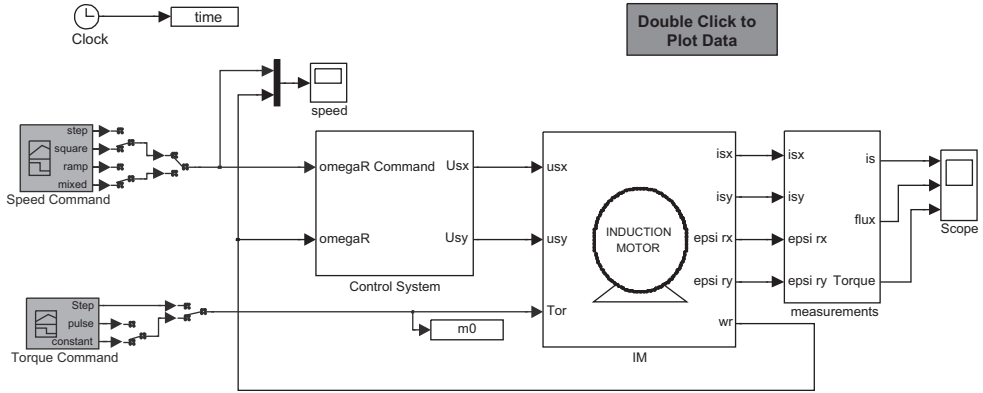 time
Clock
Double Click to
Plot Data
speed
step
square
ramp
mixed
Speed Command
omegaR Command
Usx
omegaR
Usy
Control System
usx
usy
Tor
INDUCTION
MOTOR
isx
isy
epsi rx
epsi ry
wr
IM
isx
isy
epsi rx
epsi ry
is
flux
Torque
measurements
Scope
Step
pulse
constant
Torque Command
m0